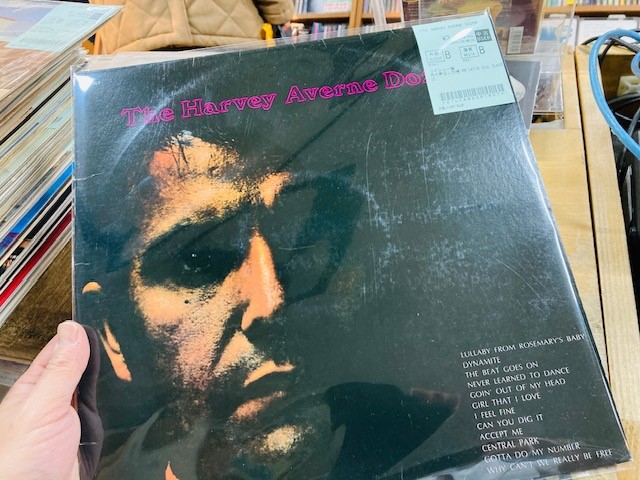 The Harvey Averne Do
B
B
LULLABY FROM ROSEMARY'S BABY
DYNAMITE
THE BEAT GOES ON
NEVER LEARNED TO DANCE
GOIN' OUT OF MY HEAD
GIRL THAT I LOVE
I FEEL FINE
CAN YOU DIG IT
ACCEPT ME
CENTRAL PARK
GOTTA DO MY NUMBER
WHY CAN'T WE REALLY BE FREE